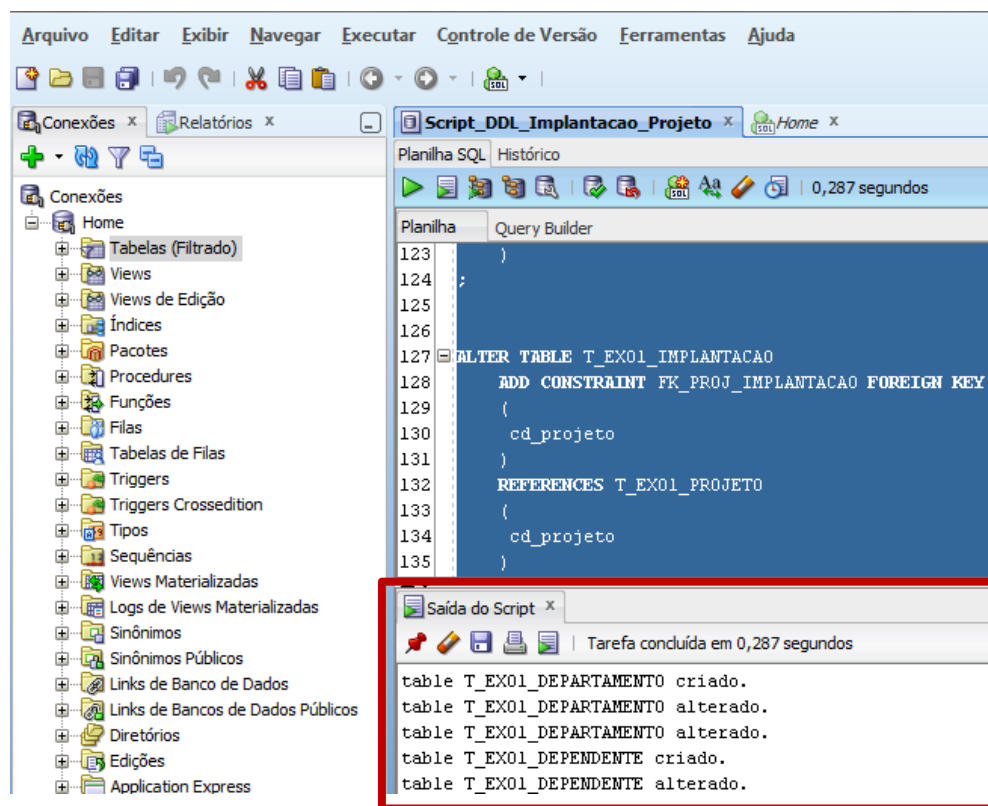 Arquivo Editar Exibir Navegar Executar Controle de Versão Ferramentas Ajuda
Conexões x Relatórios x
Conexões
Home
Tabelas (Filtrado)
Views
Views de Edição
Índices
Pacotes
Procedures
Funções
Filas
Tabelas de Filas
Triggers
Triggers Crossedition
Tipos
Sequências
Views Materializadas
Logs de Views Materializadas
Sinônimos
Sinônimos Públicos
Links de Banco de Dados
Links de Bancos de Dados Públicos
Diretórios
Edições
Application Express
Script_DDL_Implantacao_Projeto x Home x
Planilha SQL Histórico
0,287 segundos
Planilha Query Builder
123 )
124 ;
125
126
127 ALTER TABLE T_EX01_IMPLANTACAO
128 ADD CONSTRAINT FK_PROJ_IMPLANTACAO FOREIGN KEY
129 (
130 cd_projeto
131 )
132 REFERENCES T_EX01_PROJETO
133 (
134 cd_projeto
135 )
Saída do Script x
Tarefa concluída em 0,287 segundos
table T_EX01_DEPARTAMENTO criado.
table T_EX01_DEPARTAMENTO alterado.
table T_EX01_DEPARTAMENTO alterado.
table T_EX01_DEPENDENTE criado.
table T_EX01_DEPENDENTE alterado.